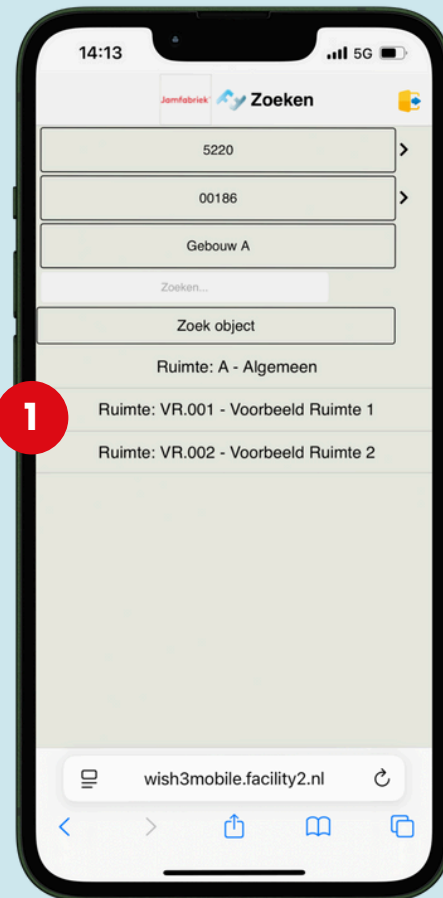 14:13
5G
Jamfabriek
Zoeken
5220
00186
Gebouw A
Zoeken...
Zoek object
Ruimte: A - Algemeen
1
Ruimte: VR.001 - Voorbeeld Ruimte 1
Ruimte: VR.002 - Voorbeeld Ruimte 2
wish3mobile.facility2.nl